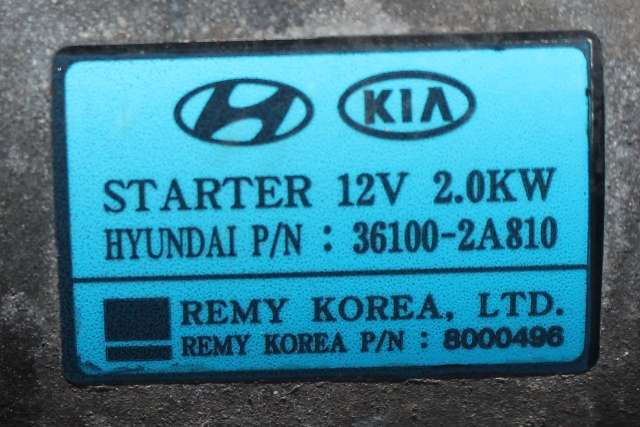 KIA
STARTER 12V 2.0KW
HYUNDAI P/N : 36100-2A810
REMY KOREA, LTD.
REMY KOREA P/N : 8000496